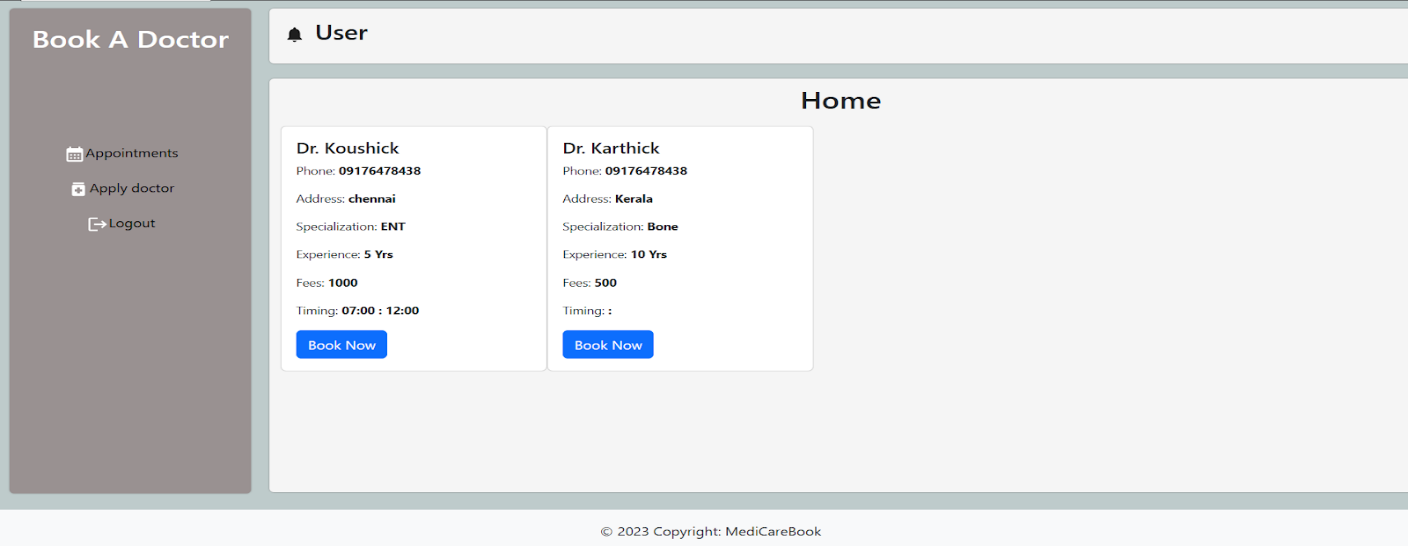 Book A Doctor
Appointments
Apply doctor
Logout
User
Home
Dr. Koushick
Phone: 09176478438
Address: chennai
Specialization: ENT
Experience: 5 Yrs
Fees: 1000
Timing: 07:00 : 12:00
Book Now
Dr. Karthick
Phone: 09176478438
Address: Kerala
Specialization: Bone
Experience: 10 Yrs
Fees: 500
Timing: :
Book Now
© 2023 Copyright: MediCareBook